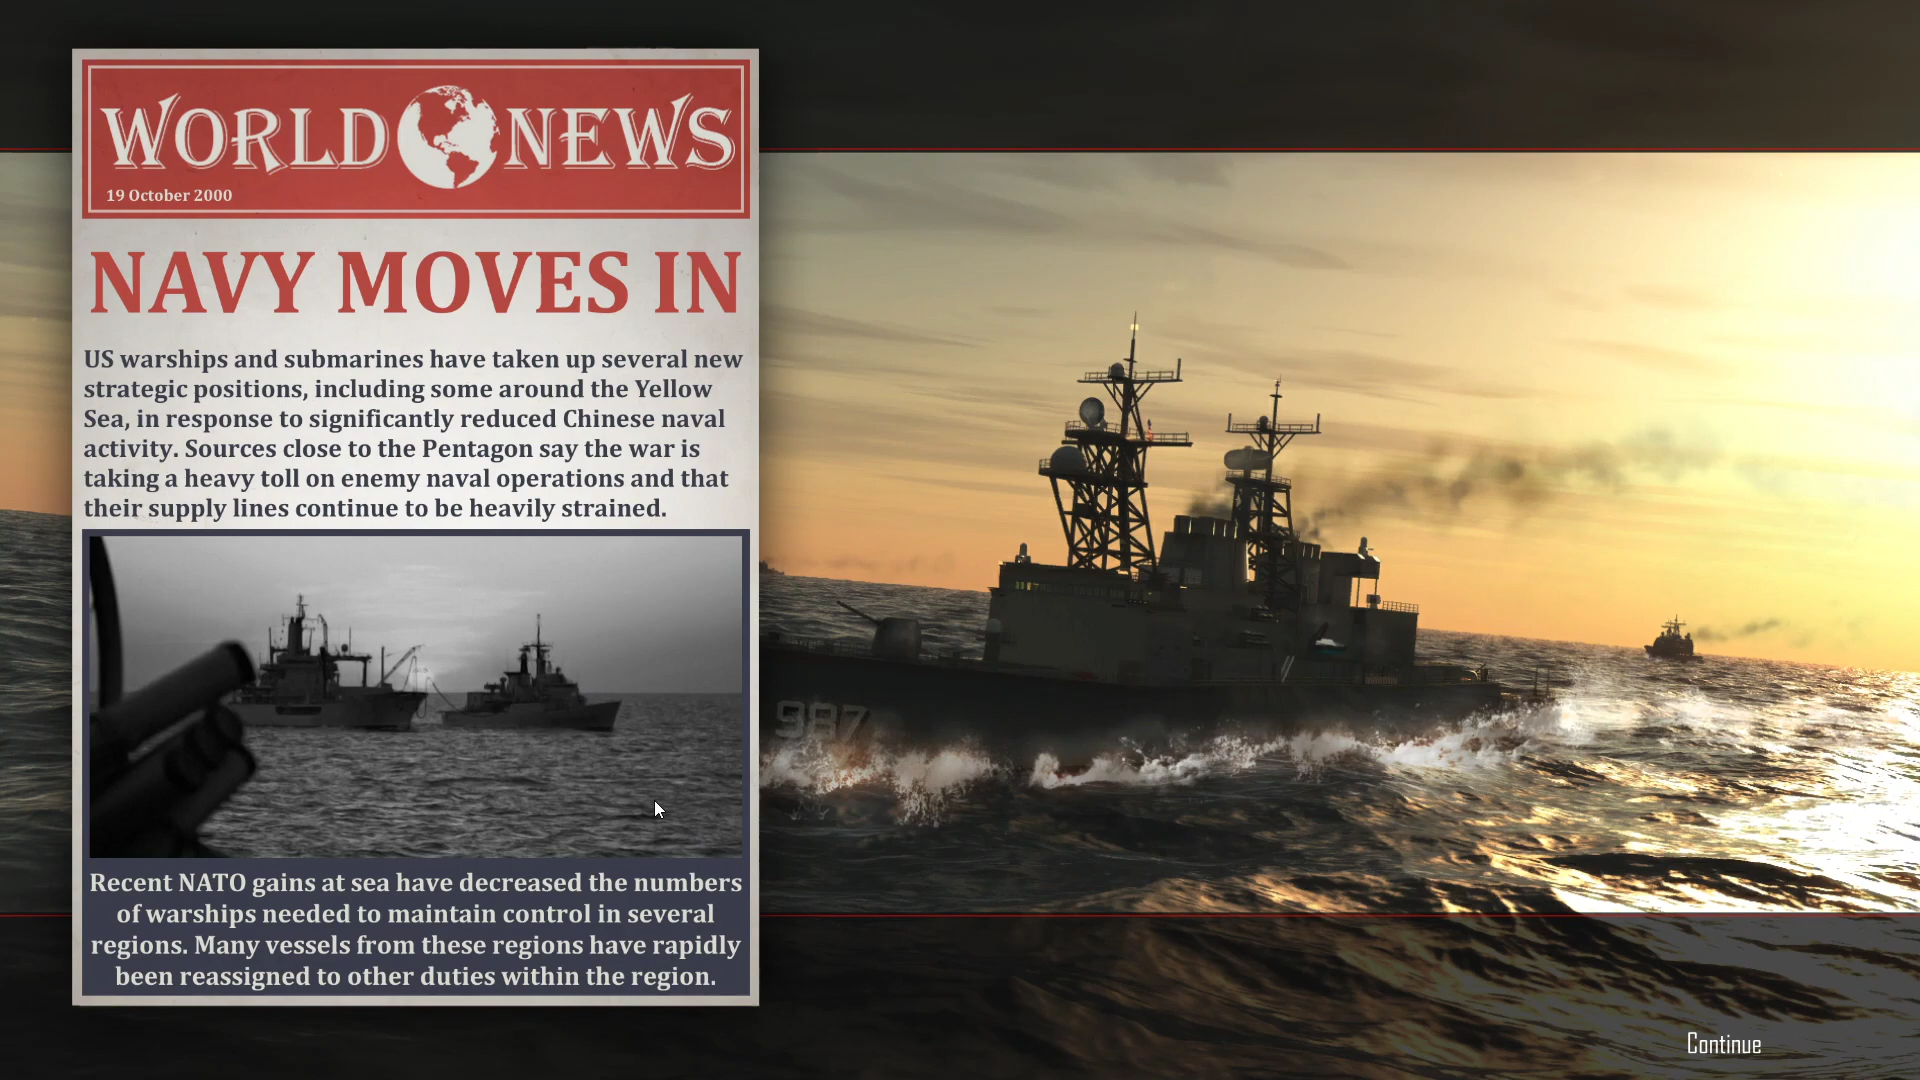 WORLD NEWS
19 October 2000
NAVY MOVES IN
US warships and submarines have taken up several new
strategic positions, including some around the Yellow
Sea, in response to significantly reduced Chinese naval
activity. Sources close to the Pentagon say the war is
taking a heavy toll on enemy naval operations and that
their supply lines continue to be heavily strained.
987
Recent NATO gains at sea have decreased the numbers
of warships needed to maintain control in several
regions. Many vessels from these regions have rapidly
been reassigned to other duties within the region.
Continue